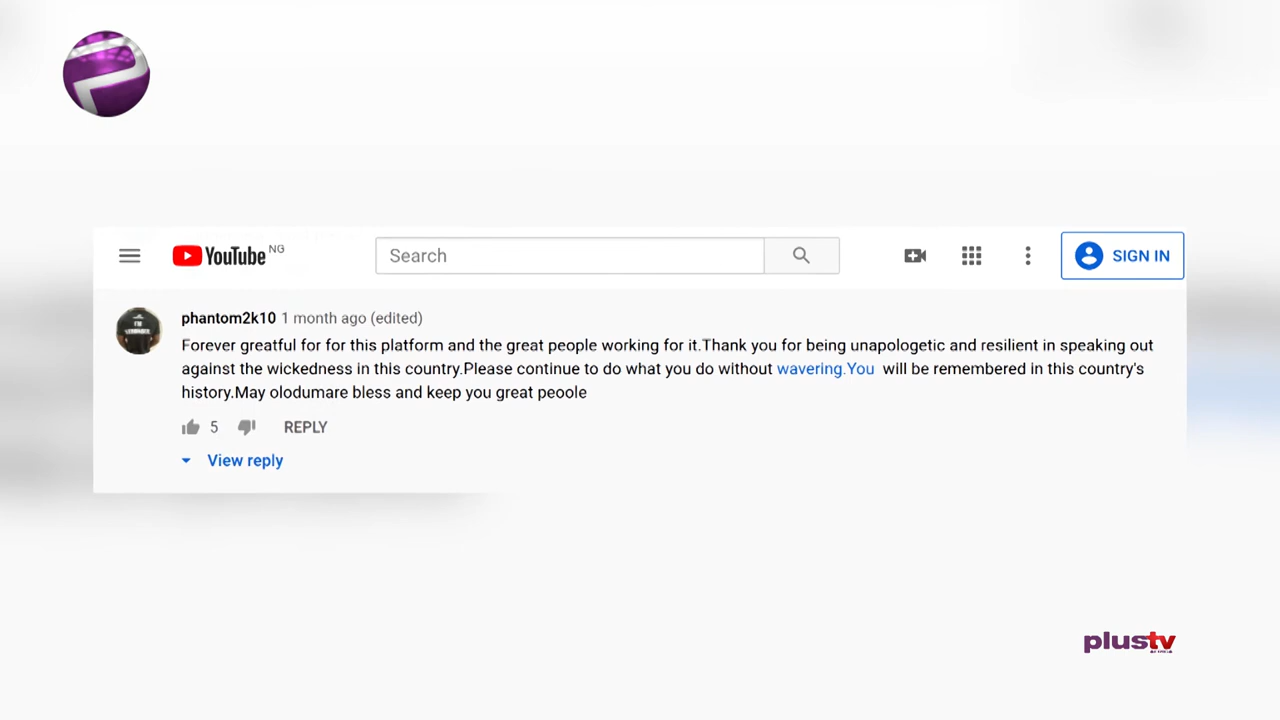 YouTube NG
Search
SIGN IN
phantom2k10 1 month ago (edited)
Forever greatful for for this platform and the great people working for it.Thank you for being unapologetic and resilient in speaking out
against the wickedness in this country.Please continue to do what you do without wavering.You will be remembered in this country's
history.May olodumare bless and keep you great peoole
5 REPLY
View reply
plustv